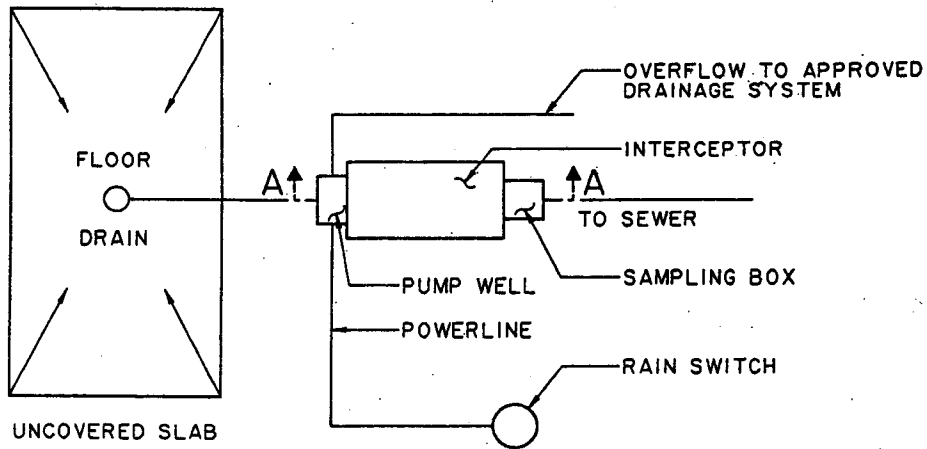 OVERFLOW TO APPROVED
DRAINAGE SYSTEM
INTERCEPTOR
FLOOR
A
A
DRAIN
TO SEWER
PUMP WELL
SAMPLING BOX
POWERLINE
RAIN SWITCH
UNCOVERED SLAB